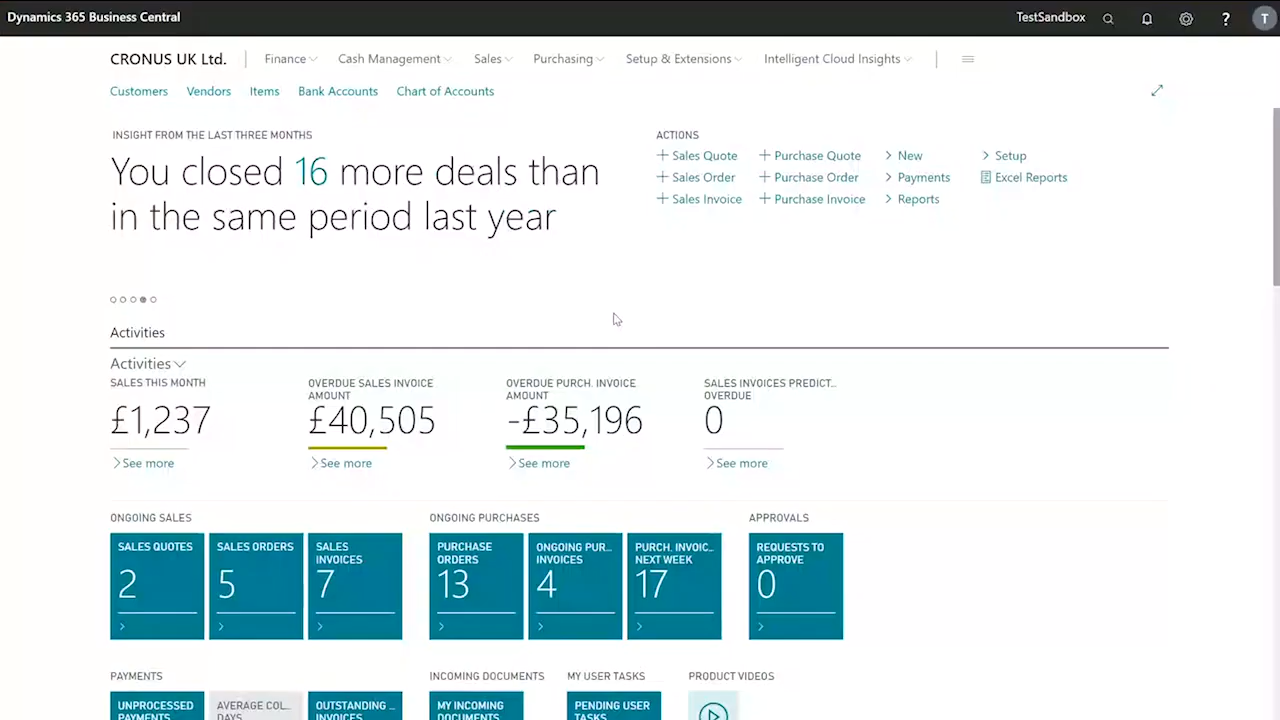 Dynamics 365 Business Central
TestSandbox
?
T
CRONUS UK Ltd.
Finance
Cash Management
Sales
Purchasing
Setup & Extensions
Intelligent Cloud Insights
Customers
Vendors
Items
Bank Accounts
Chart of Accounts
INSIGHT FROM THE LAST THREE MONTHS
You closed 16 more deals than
in the same period last year
ACTIONS
+ Sales Quote
+ Purchase Quote
> New
> Setup
+ Sales Order
+ Purchase Order
> Payments
Excel Reports
+ Sales Invoice
+ Purchase Invoice
> Reports
Activities
Activities
SALES THIS MONTH
£1,237
>See more
OVERDUE SALES INVOICE
AMOUNT
£40,505
>See more
OVERDUE PURCH. INVOICE
AMOUNT
-£35,196
>See more
SALES INVOICES PREDICT...
OVERDUE
0
>See more
ONGOING SALES
SALES QUOTES
2
SALES ORDERS
5
SALES
INVOICES
7
ONGOING PURCHASES
PURCHASE
ORDERS
13
ONGOING PUR...
INVOICES
4
PURCH. INVOIC...
NEXT WEEK
17
APPROVALS
REQUESTS TO
APPROVE
0
PAYMENTS
UNPROCESSED
PAYMENTS
AVERAGE COL...
DAYS
OUTSTANDING ...
INVOICES
INCOMING DOCUMENTS
MY INCOMING
DOCUMENTS
MY USER TASKS
PENDING USER
TASKS
PRODUCT VIDEOS